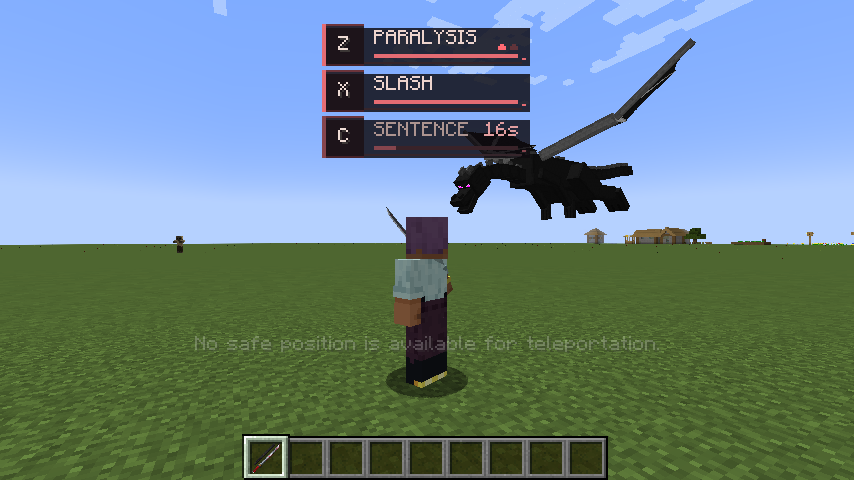 Z PARALYSIS
X SLASH
C SENTENCE 16s
No safe position is available for teleportation.